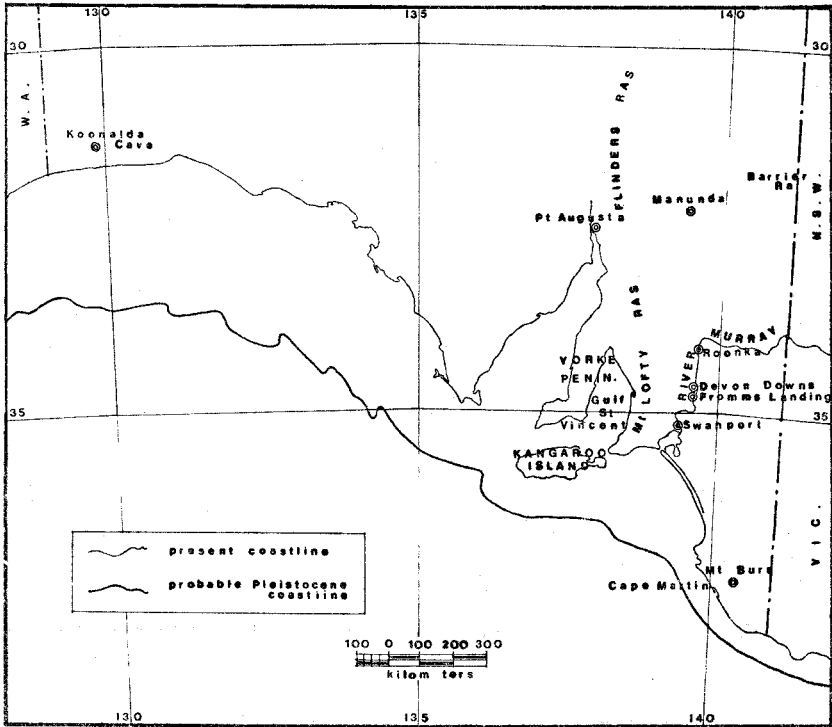 130
135
140
30
30
W. A.
Koonalda
Cava
FLINDERS RAS
Barrier
Ra
Manunda
Pt Augusta
N.S.W.
MURRAY
RIVER
Roonka
Mt LOFTY RAS
YORKE
PENIN.
Devon Downs
Fromms Landing
Gulf
St
Vincent
35
35
Swanport
KANGAROO
ISLAND
VIC.
present coastline
probable Pleistocene
coastline
Mt Burr
Cape Martin
100 0 100 200 300
kilom ters
130
135
140